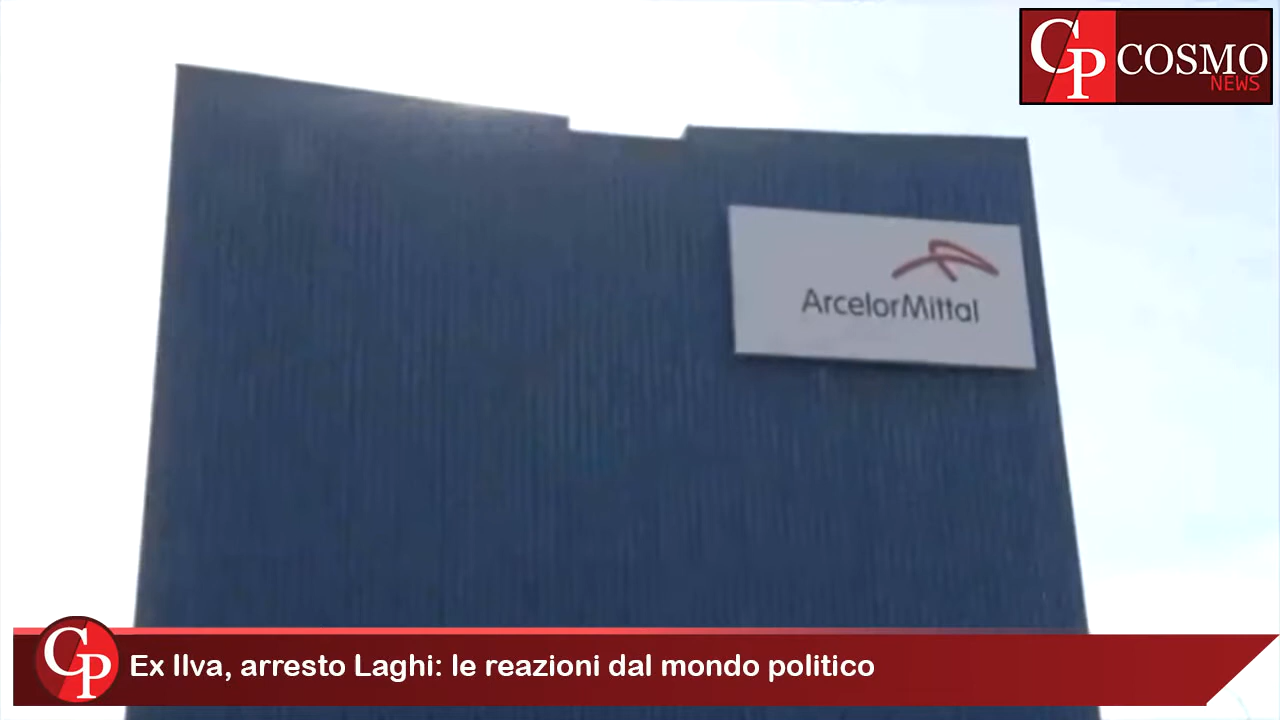 CP COSMO
NEWS
ArcelorMittal
CP
Ex Ilva, arresto Laghi: le reazioni dal mondo politico